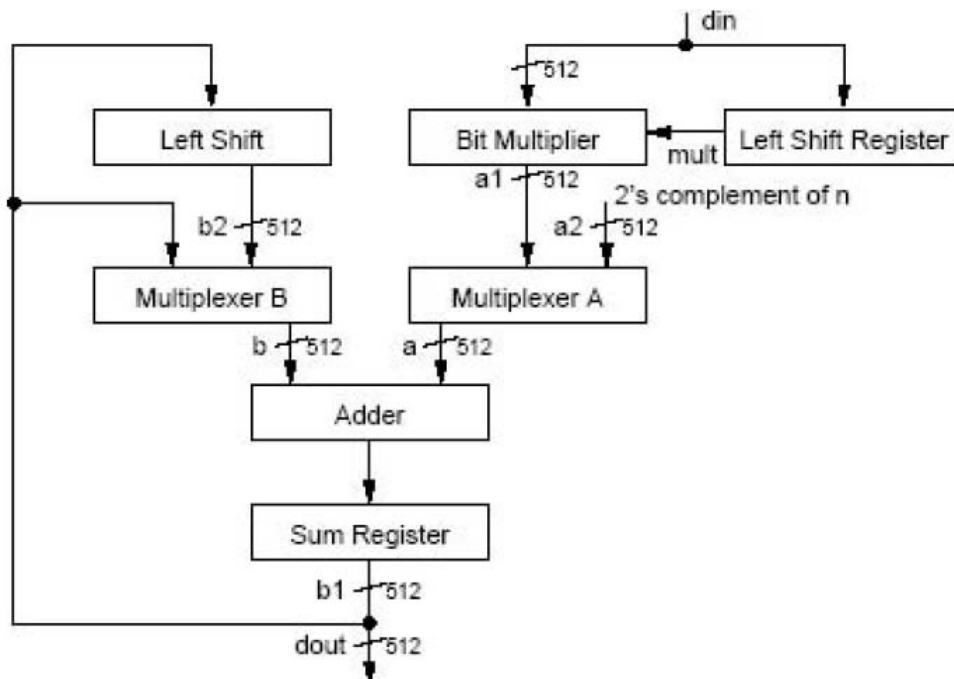 din
512
Left Shift
Bit Multiplier
mult
Left Shift Register
a1
512
2's complement of n
b2
512
a2
512
Multiplexer B
Multiplexer A
b
512
a
512
Adder
Sum Register
b1
512
dout
512